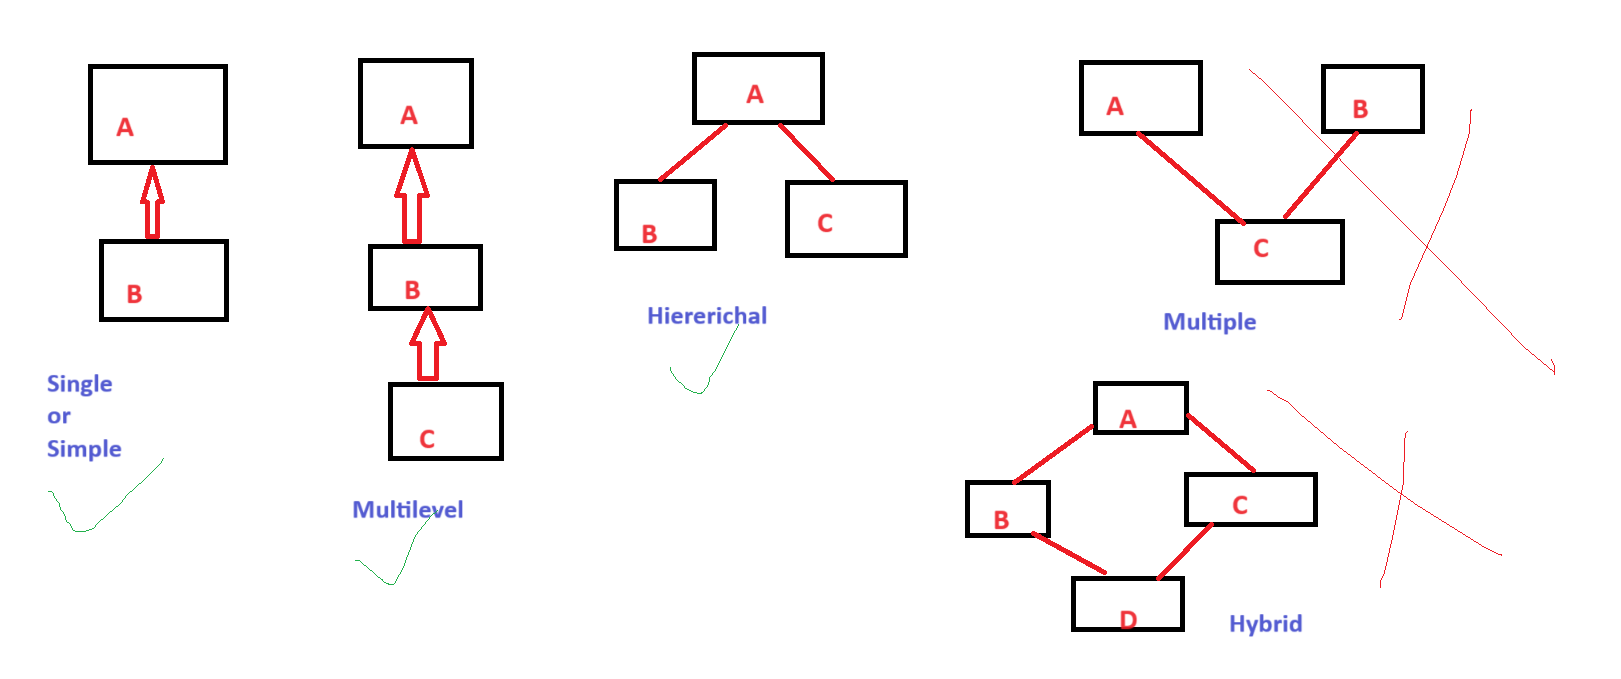 A
B
Single
or
Simple
A
B
C
Multilevel
A
B
C
Hiererichal
A
B
C
Multiple
A
B
C
D
Hybrid